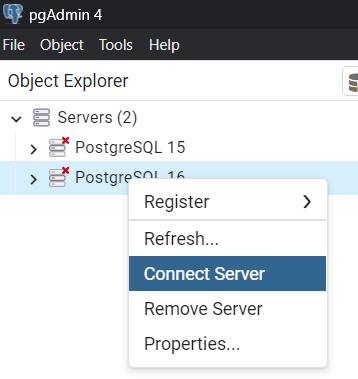 pgAdmin 4
File Object Tools Help
Object Explorer
Servers (2)
PostgreSQL 15
PostgreSQL 16
Register
Refresh...
Connect Server
Remove Server
Properties...